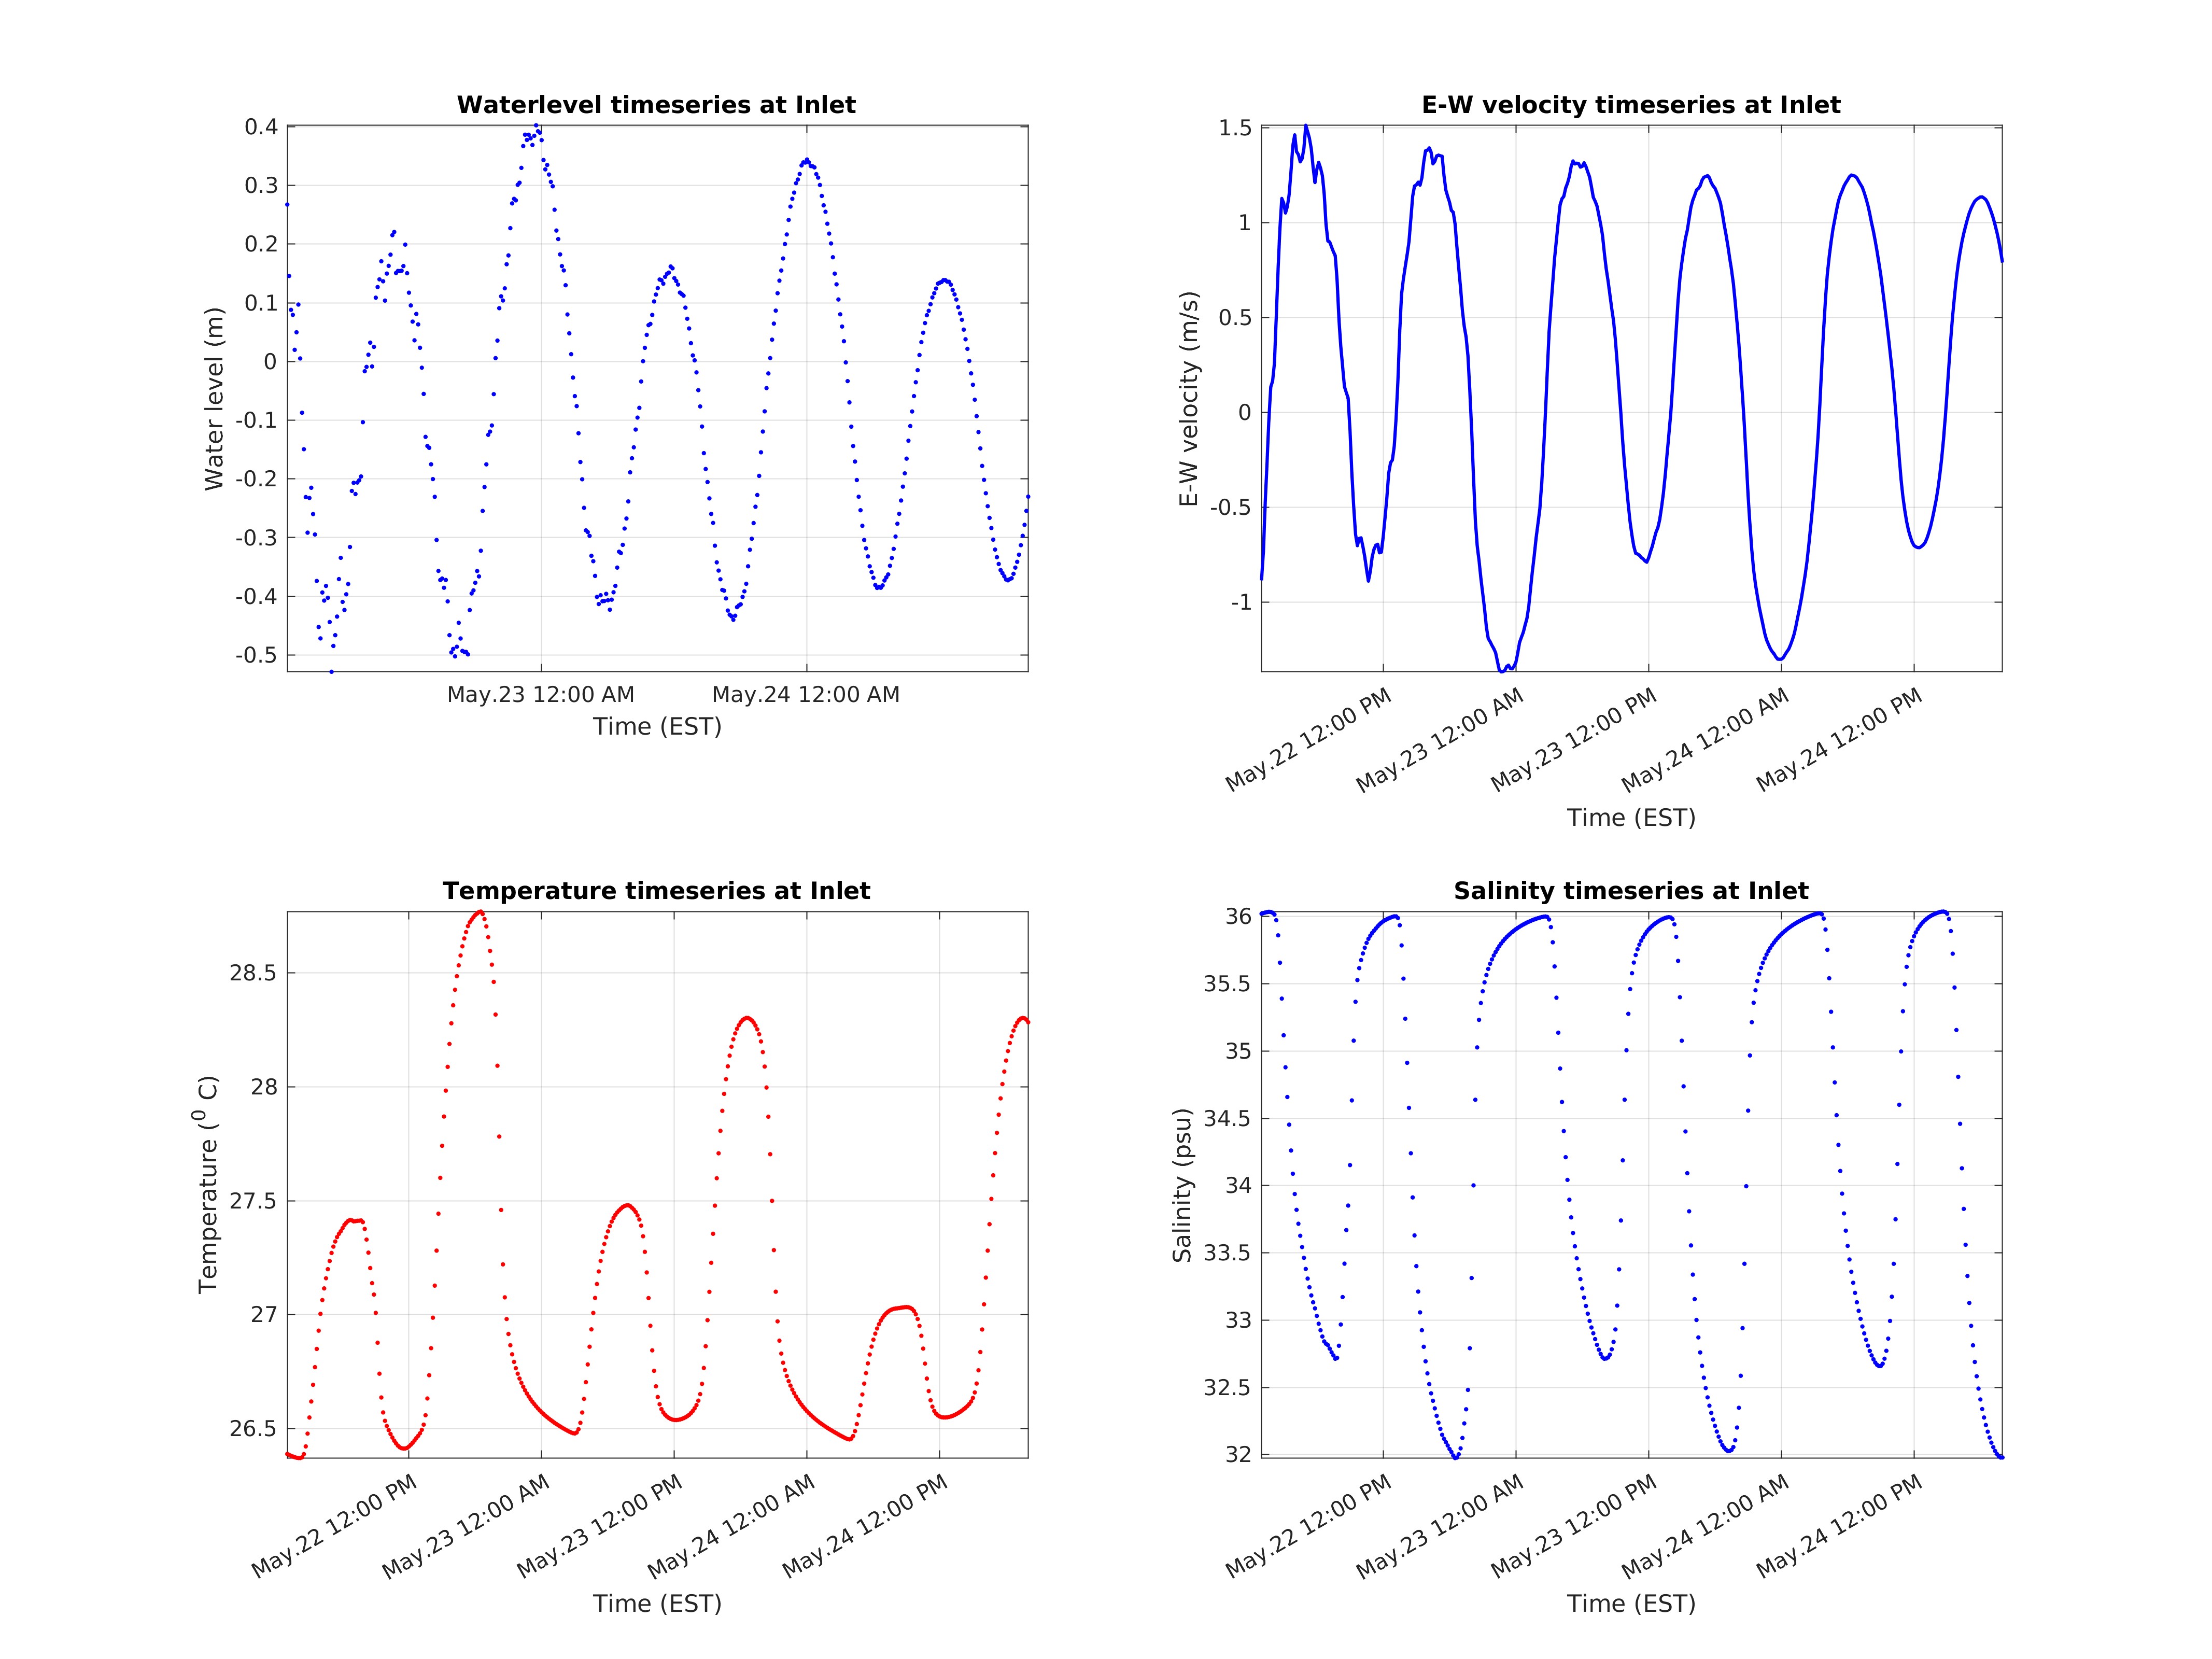 Waterlevel timeseries at Inlet
0.4
0.3
0.2
0.1
0
-0.1
-0.2
-0.3
-0.4
-0.5
Water level (m)
May.23 12:00 AM
May.24 12:00 AM
Time (EST)
E-W velocity timeseries at Inlet
1.5
1
0.5
0
-0.5
-1
E-W velocity (m/s)
May.22 12:00 PM
May.23 12:00 AM
May.23 12:00 PM
May.24 12:00 AM
May.24 12:00 PM
Time (EST)
Temperature timeseries at Inlet
28.5
28
27.5
27
26.5
Temperature (⁰ C)
May.22 12:00 PM
May.23 12:00 AM
May.23 12:00 PM
May.24 12:00 AM
May.24 12:00 PM
Time (EST)
Salinity timeseries at Inlet
36
35.5
35
34.5
34
33.5
33
32.5
32
Salinity (psu)
May.22 12:00 PM
May.23 12:00 AM
May.23 12:00 PM
May.24 12:00 AM
May.24 12:00 PM
Time (EST)